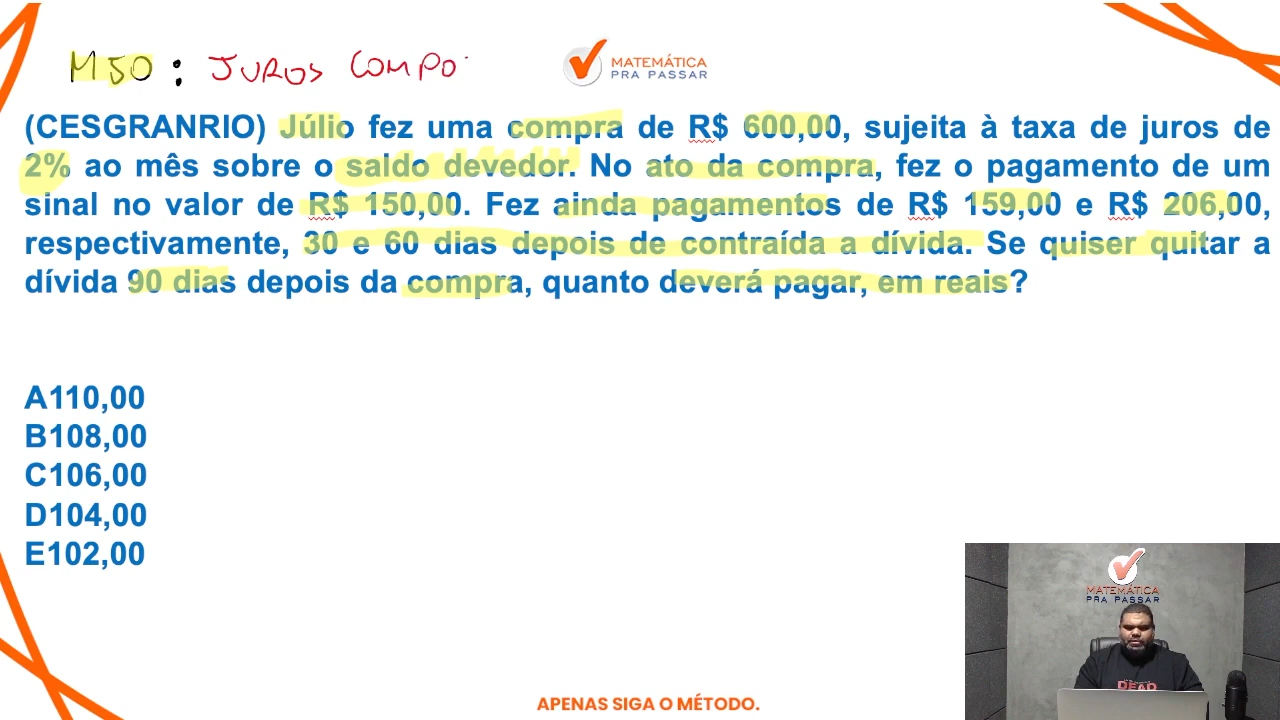 M50 : JUROS COMPO
MATEMÁTICA
PRA PASSAR
(CESGRANRIO) Júlio fez uma compra de R$ 600,00, sujeita à taxa de juros de
2% ao mês sobre o saldo devedor. No ato da compra, fez o pagamento de um
sinal no valor de R$ 150,00. Fez ainda pagamentos de R$ 159,00 e R$ 206,00,
respectivamente, 30 e 60 dias depois de contraída a dívida. Se quiser quitar a
dívida 90 dias depois da compra, quanto deverá pagar, em reais?
A110,00
B108,00
C106,00
D104,00
E102,00
MATEMÁTICA
PRA PASSAR
DEAD
APENAS SIGA O MÉTODO.